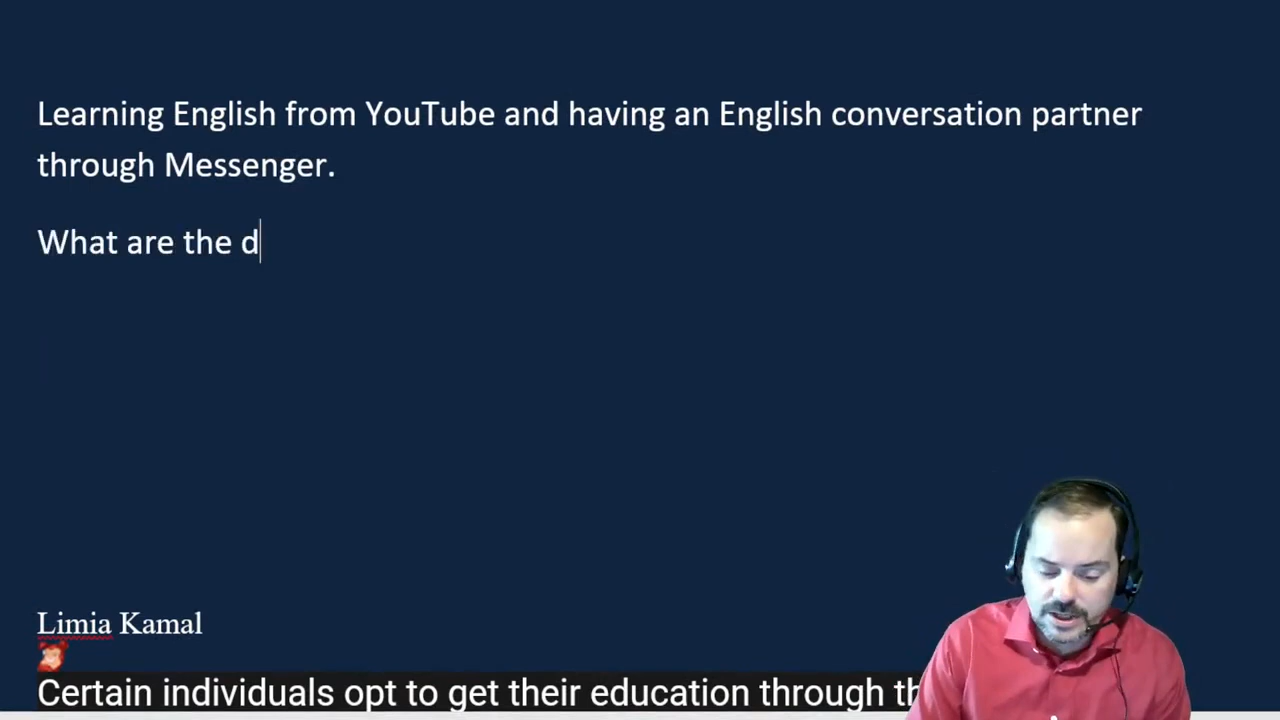 Learning English from YouTube and having an English conversation partner
through Messenger.
What are the d
Limia Kamal
Certain individuals opt to get their education through th